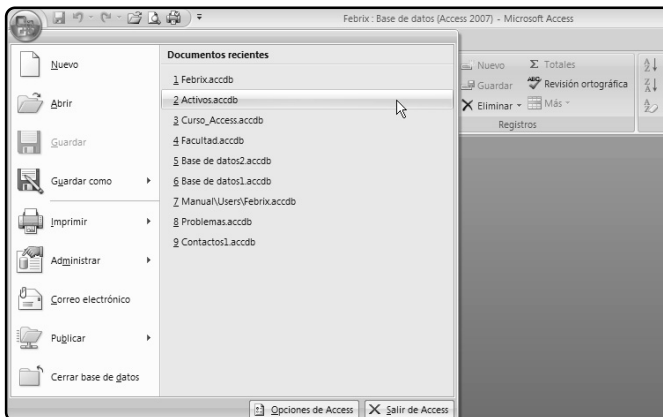 Febrix : Base de datos (Access 2007) - Microsoft Access
Nuevo
Abrir
Guardar
Guardar como
Imprimir
Administrar
Correo electrónico
Publicar
Cerrar base de datos
Documentos recientes
1 Febrix.accdb
2 Activos.accdb
3 Curso_Access.accdb
4 Facultad.accdb
5 Base de datos2.accdb
6 Base de datos1.accdb
7 Manual\Users\Febrix.accdb
8 Problemas.accdb
9 Contactos1.accdb
Opciones de Access
Salir de Access
Nuevo
Guardar
Eliminar
Σ Totales
ABC Revisión ortográfica
Más
Registros
A Z
Z A
A Z